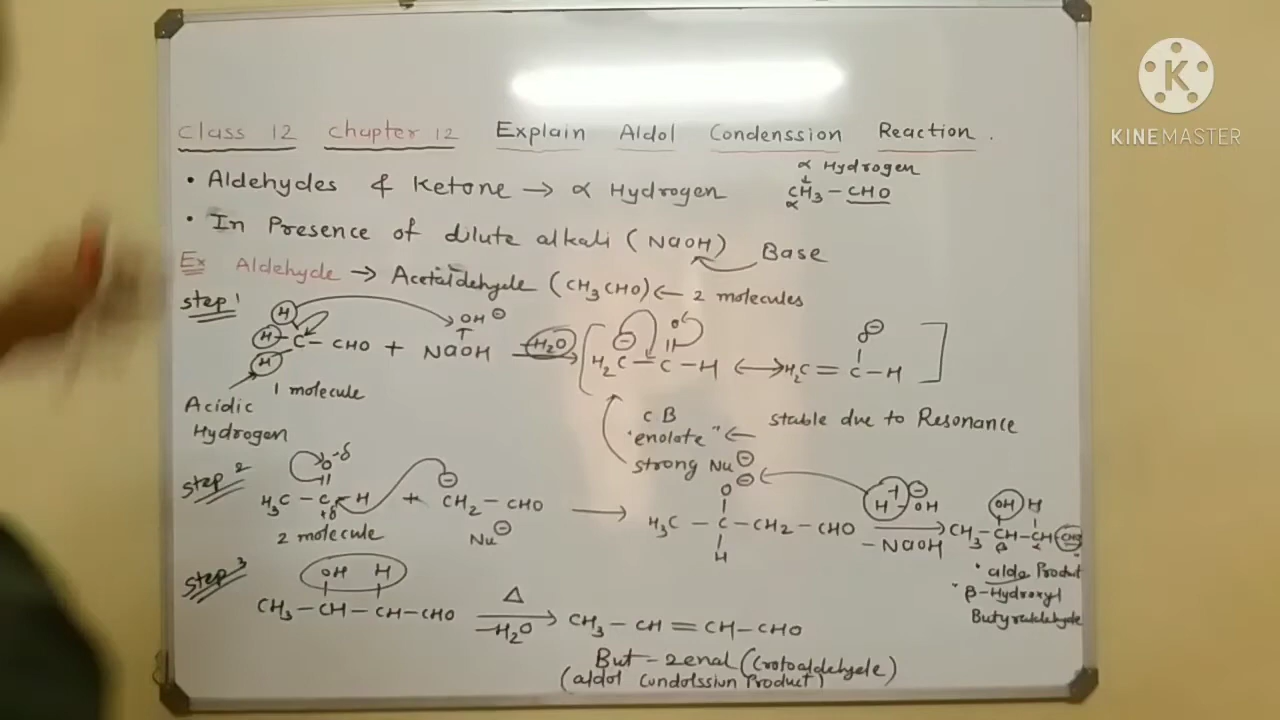 KINEMASTER
Class 12 Chapter 12 Explain Aldol Condenssion Reaction.
∝ Hydrogen
• Aldehydes & Ketone → ∝ Hydrogen CH3 – CHO
∝
• In Presence of dilute alkali (NaOH) Base
Ex Aldehyde → Acetaldehyde (CH3CHO) ← 2 molecules
Step 1
H OH⊖ O ⊖
H – C – CHO + NaOH –H2O [H2C – C – H ⟷ H2C = C – H]
H
1 molecule
Acidic
Hydrogen
CB
"enolate" ← stable due to Resonance
strong Nu⊖
Step 2
O -δ ⊖ O⊖ H+ – ⊖OH OH H
H3C – C – H + CH2 – CHO → H3C – C – CH2 – CHO – NaOH CH3 – CH – CH – CHO
+δ H β ∝
2 molecule Nu⊖
• aldo Product
" β-Hydroxyl
Butyraldehyde
Step 3
OH H
CH3 – CH – CH – CHO Δ –H2O → CH3 – CH = CH – CHO
But – 2enal (Crotoaldehyde)
(aldol Cundolssiun Product)